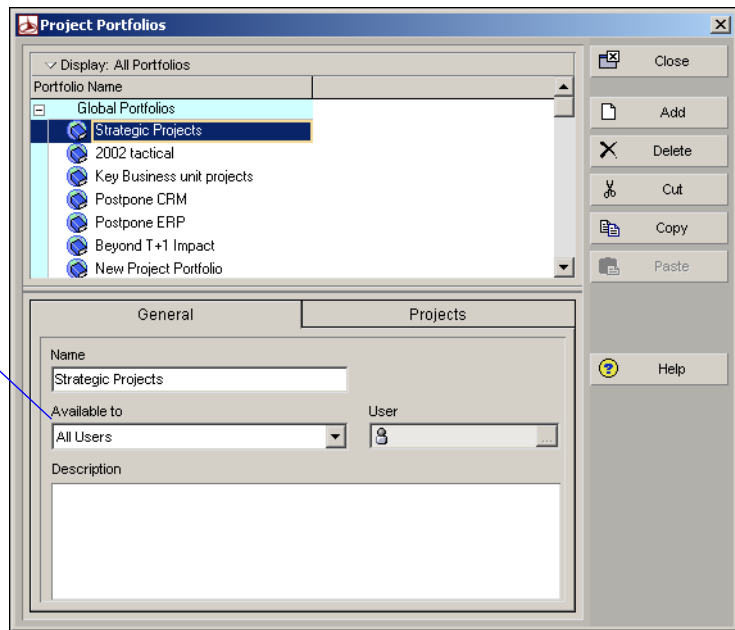 Project Portfolios
Display: All Portfolios
Portfolio Name
Global Portfolios
Strategic Projects
2002 tactical
Key Business unit projects
Postpone CRM
Postpone ERP
Beyond T+1 Impact
New Project Portfolio
Close
Add
Delete
Cut
Copy
Paste
Help
General
Projects
Name
Strategic Projects
Available to
User
All Users
...
Description